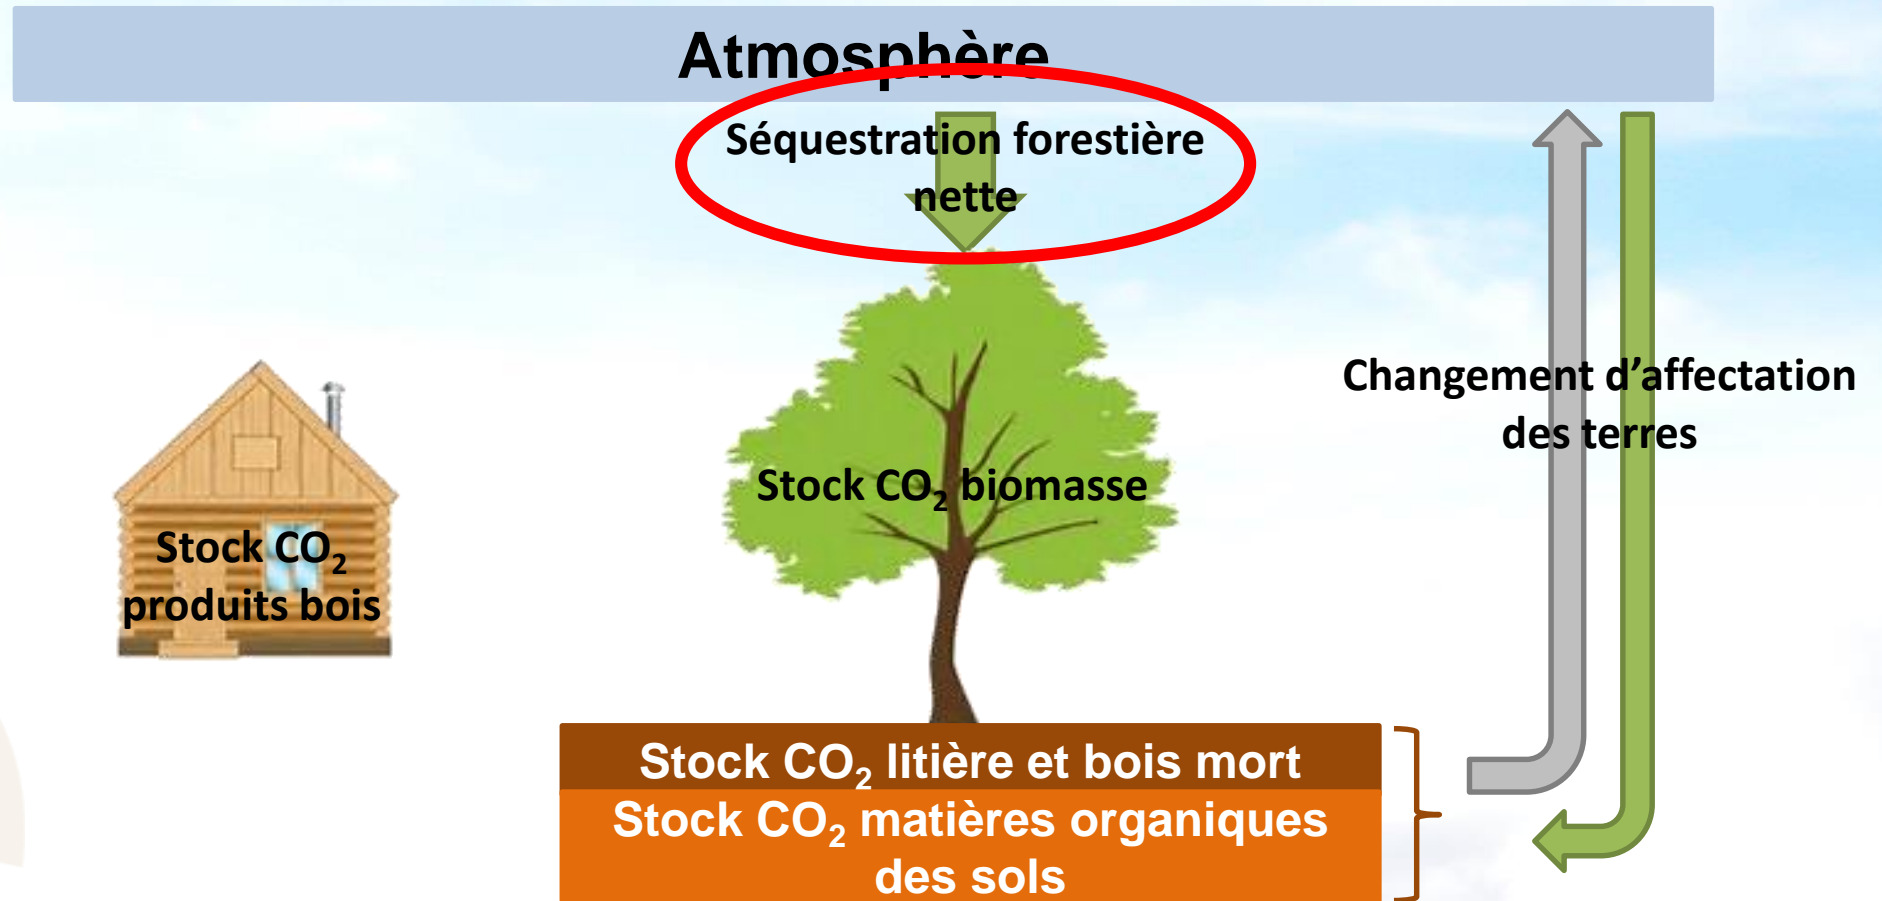 Atmosphère
Séquestration forestière
nette
Changement d’affectation
des terres
Stock CO₂ biomasse
Stock CO₂
produits bois
Stock CO₂ litière et bois mort
Stock CO₂ matières organiques
des sols